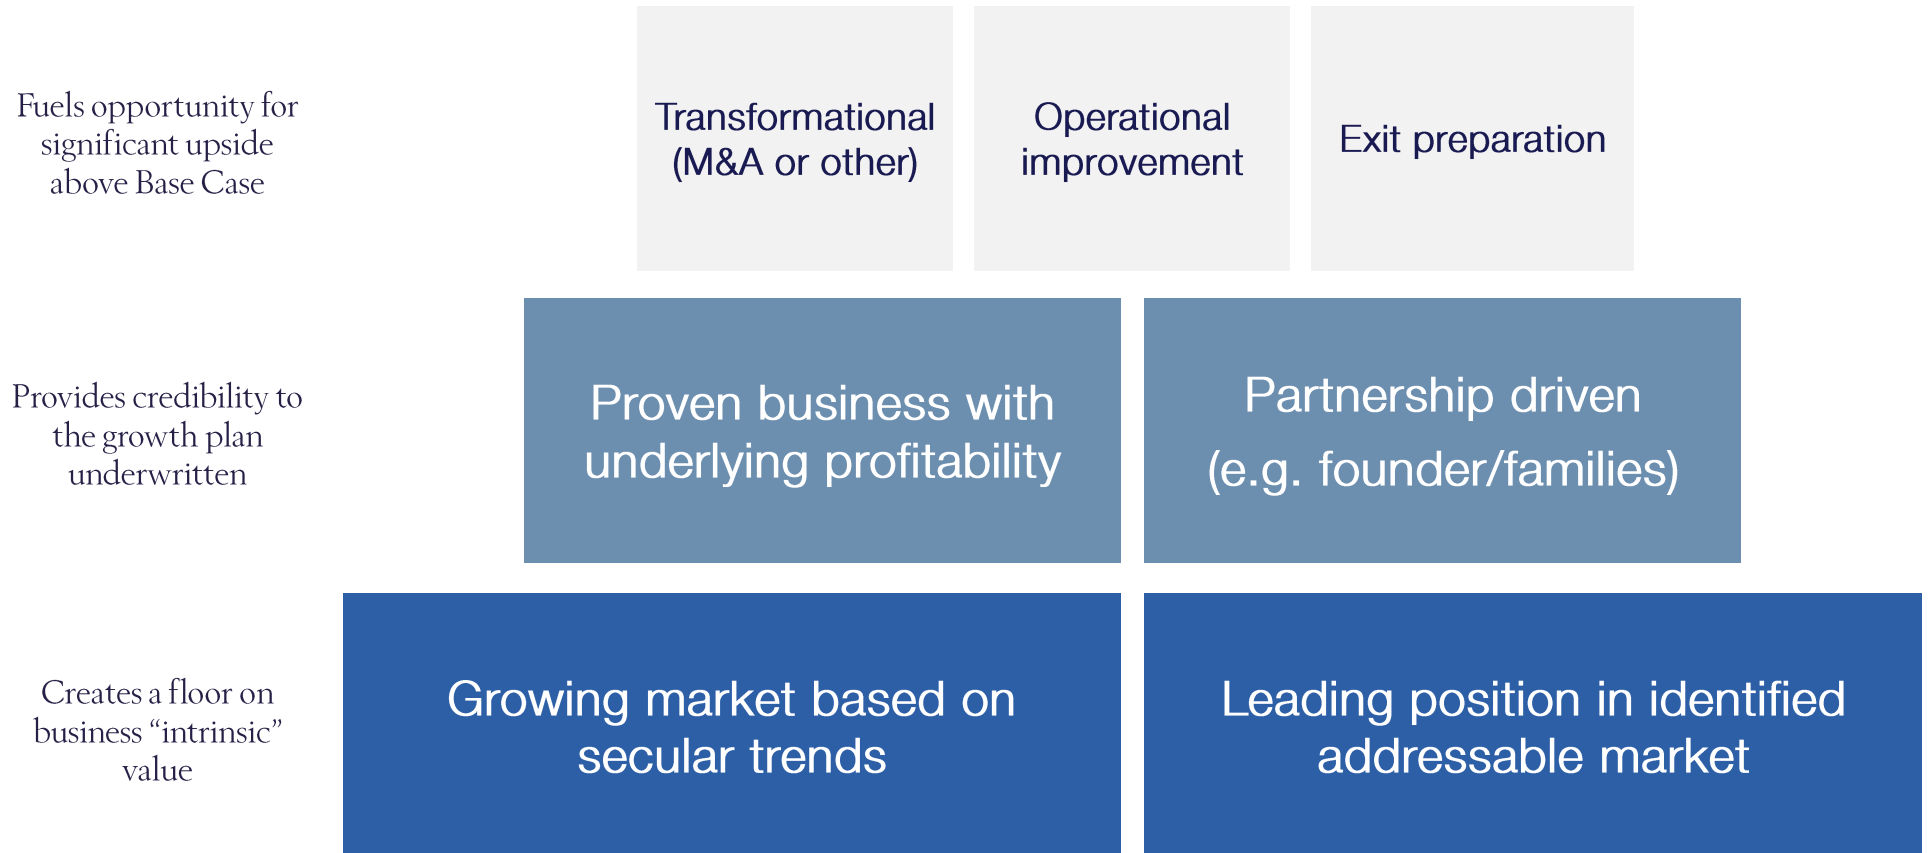 Fuels opportunity for
significant upside
above Base Case
Transformational
(M&A or other)
Operational
improvement
Exit preparation
Provides credibility to
the growth plan
underwritten
Proven business with
underlying profitability
Partnership driven
(e.g. founder/families)
Creates a floor on
business “intrinsic”
value
Growing market based on
secular trends
Leading position in identified
addressable market